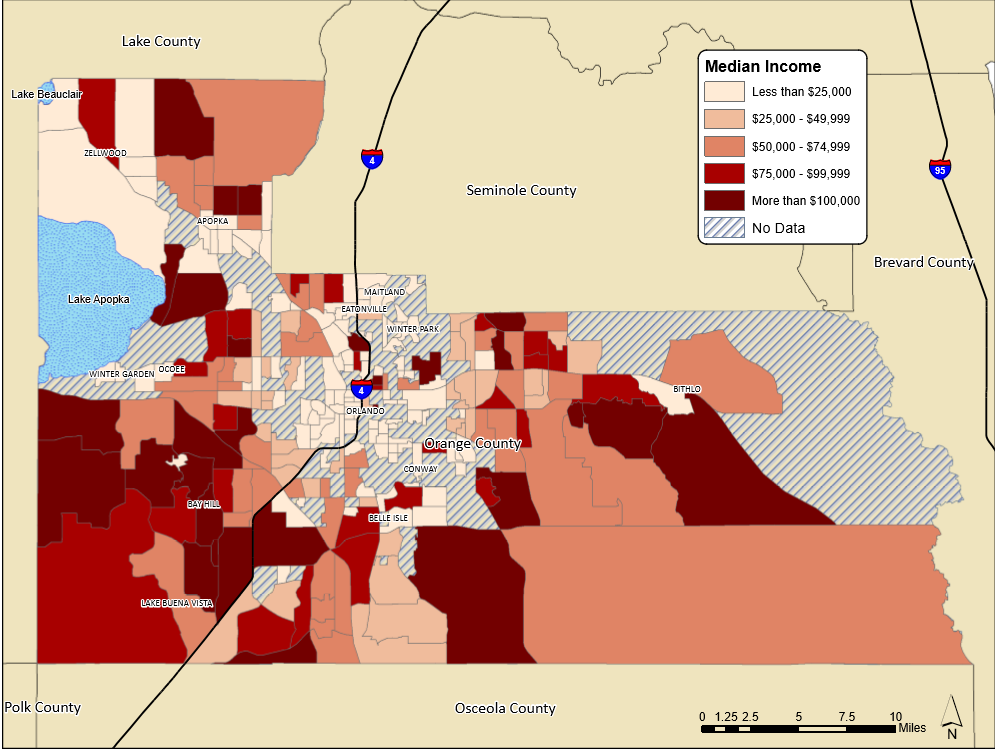 Lake County
Lake Beauclair
ZELLWOOD
4
95
Seminole County
Median Income
Less than $25,000
$25,000 - $49,999
$50,000 - $74,999
$75,000 - $99,999
More than $100,000
No Data
APOPKA
Brevard County
Lake Apopka
MAITLAND
EATONVILLE
WINTER PARK
WINTER GARDEN
OCOEE
4
BITHLO
ORLANDO
Orange County
CONWAY
BAY HILL
BELLE ISLE
LAKE BUENA VISTA
Polk County
Osceola County
0 1.25 2.5 5 7.5 10
Miles
N